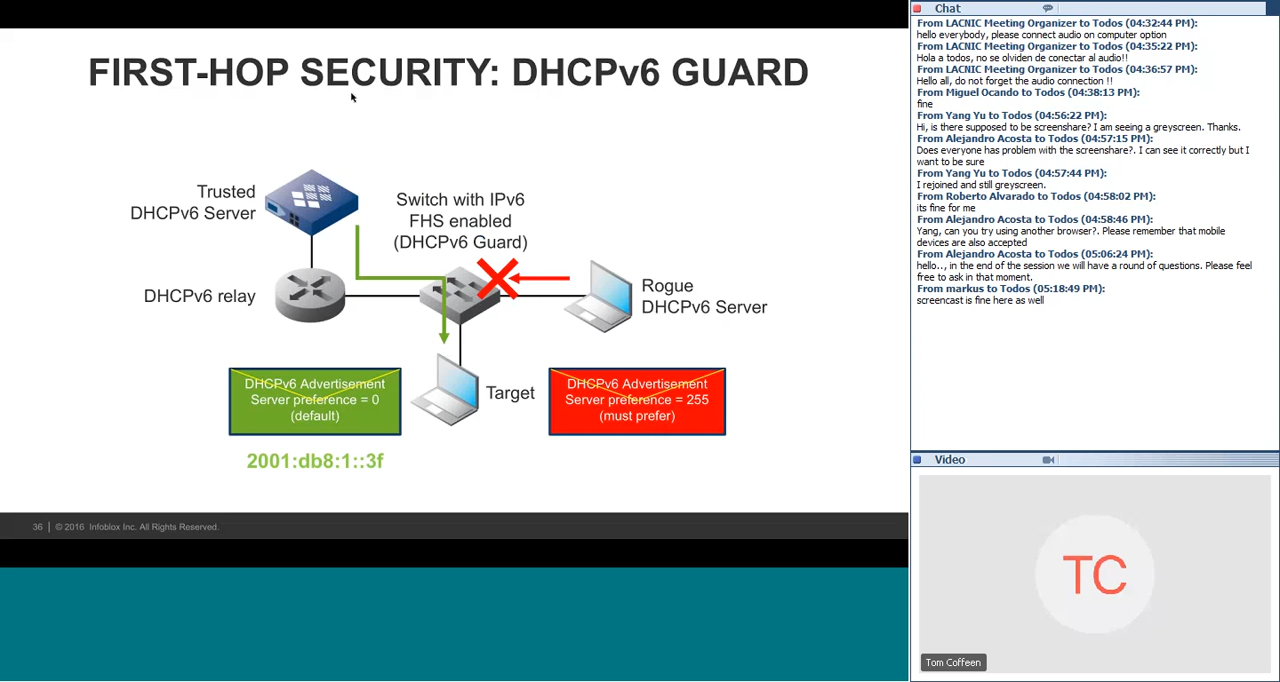 FIRST-HOP SECURITY: DHCPv6 GUARD
Trusted
DHCPv6 Server
Switch with IPv6
FHS enabled
(DHCPv6 Guard)
DHCPv6 relay
Rogue
DHCPv6 Server
DHCPv6 Advertisement
Server preference = 0
(default)
Target
DHCPv6 Advertisement
Server preference = 255
(must prefer)
2001:db8:1::3f
36 | © 2016 Infoblox Inc. All Rights Reserved.
Chat
From LACNIC Meeting Organizer to Todos (04:32:44 PM):
hello everybody, please connect audio on computer option
From LACNIC Meeting Organizer to Todos (04:35:22 PM):
Hola a todos, no se olviden de conectar al audio!!
From LACNIC Meeting Organizer to Todos (04:36:57 PM):
Hello all, do not forget the audio connection !!
From Miguel Ocando to Todos (04:38:13 PM):
fine
From Yang Yu to Todos (04:56:22 PM):
Hi, is there supposed to be screenshare? I am seeing a greyscreen. Thanks.
From Alejandro Acosta to Todos (04:57:15 PM):
Does everyone has problem with the screenshare?. I can see it correctly but I
want to be sure
From Yang Yu to Todos (04:57:44 PM):
I rejoined and still greyscreen.
From Roberto Alvarado to Todos (04:58:02 PM):
its fine for me
From Alejandro Acosta to Todos (04:58:46 PM):
Yang, can you try using another browser?. Please remember that mobile
devices are also accepted
From Alejandro Acosta to Todos (05:06:24 PM):
hello.., in the end of the session we will have a round of questions. Please feel
free to ask in that moment.
From markus to Todos (05:18:49 PM):
screencast is fine here as well
Video
TC
Tom Coffeen